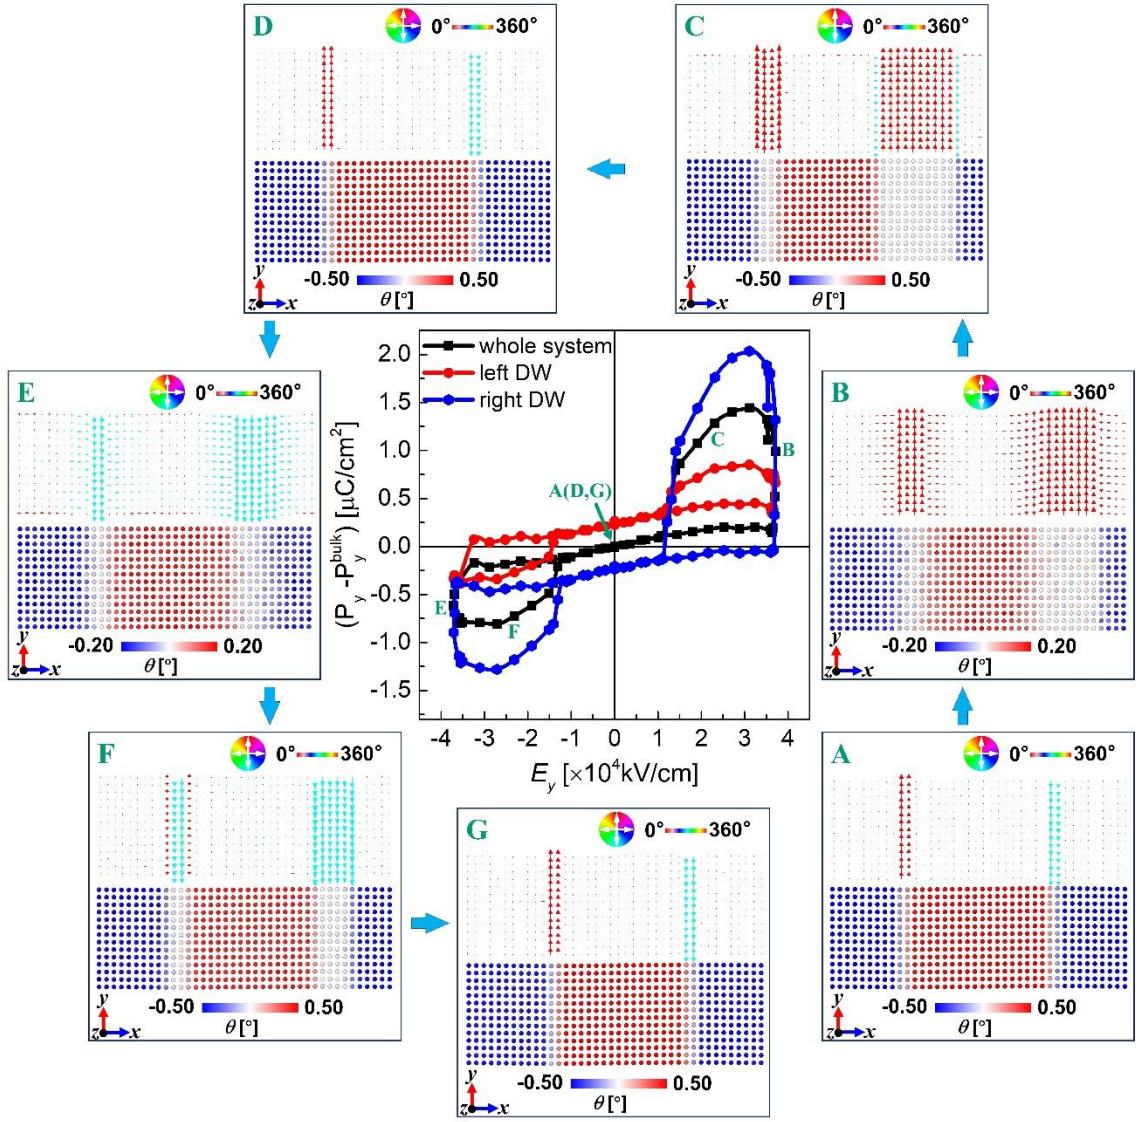 D
0° 360°
-0.50 0.50
θ [°]
y
z x
C
0° 360°
-0.50 0.50
θ [°]
y
z x
E
0° 360°
-0.20 0.20
θ [°]
y
z x
whole system
left DW
right DW
A(D,G)
B
C
E
F
2.0
1.5
1.0
0.5
0.0
-0.5
-1.0
-1.5
(P_y-P_y^bulk) [μC/cm²]
-4 -3 -2 -1 0 1 2 3 4
E_y [×10⁴kV/cm]
B
0° 360°
-0.20 0.20
θ [°]
y
z x
F
0° 360°
-0.50 0.50
θ [°]
y
z x
G
0° 360°
-0.50 0.50
θ [°]
y
z x
A
0° 360°
-0.50 0.50
θ [°]
y
z x